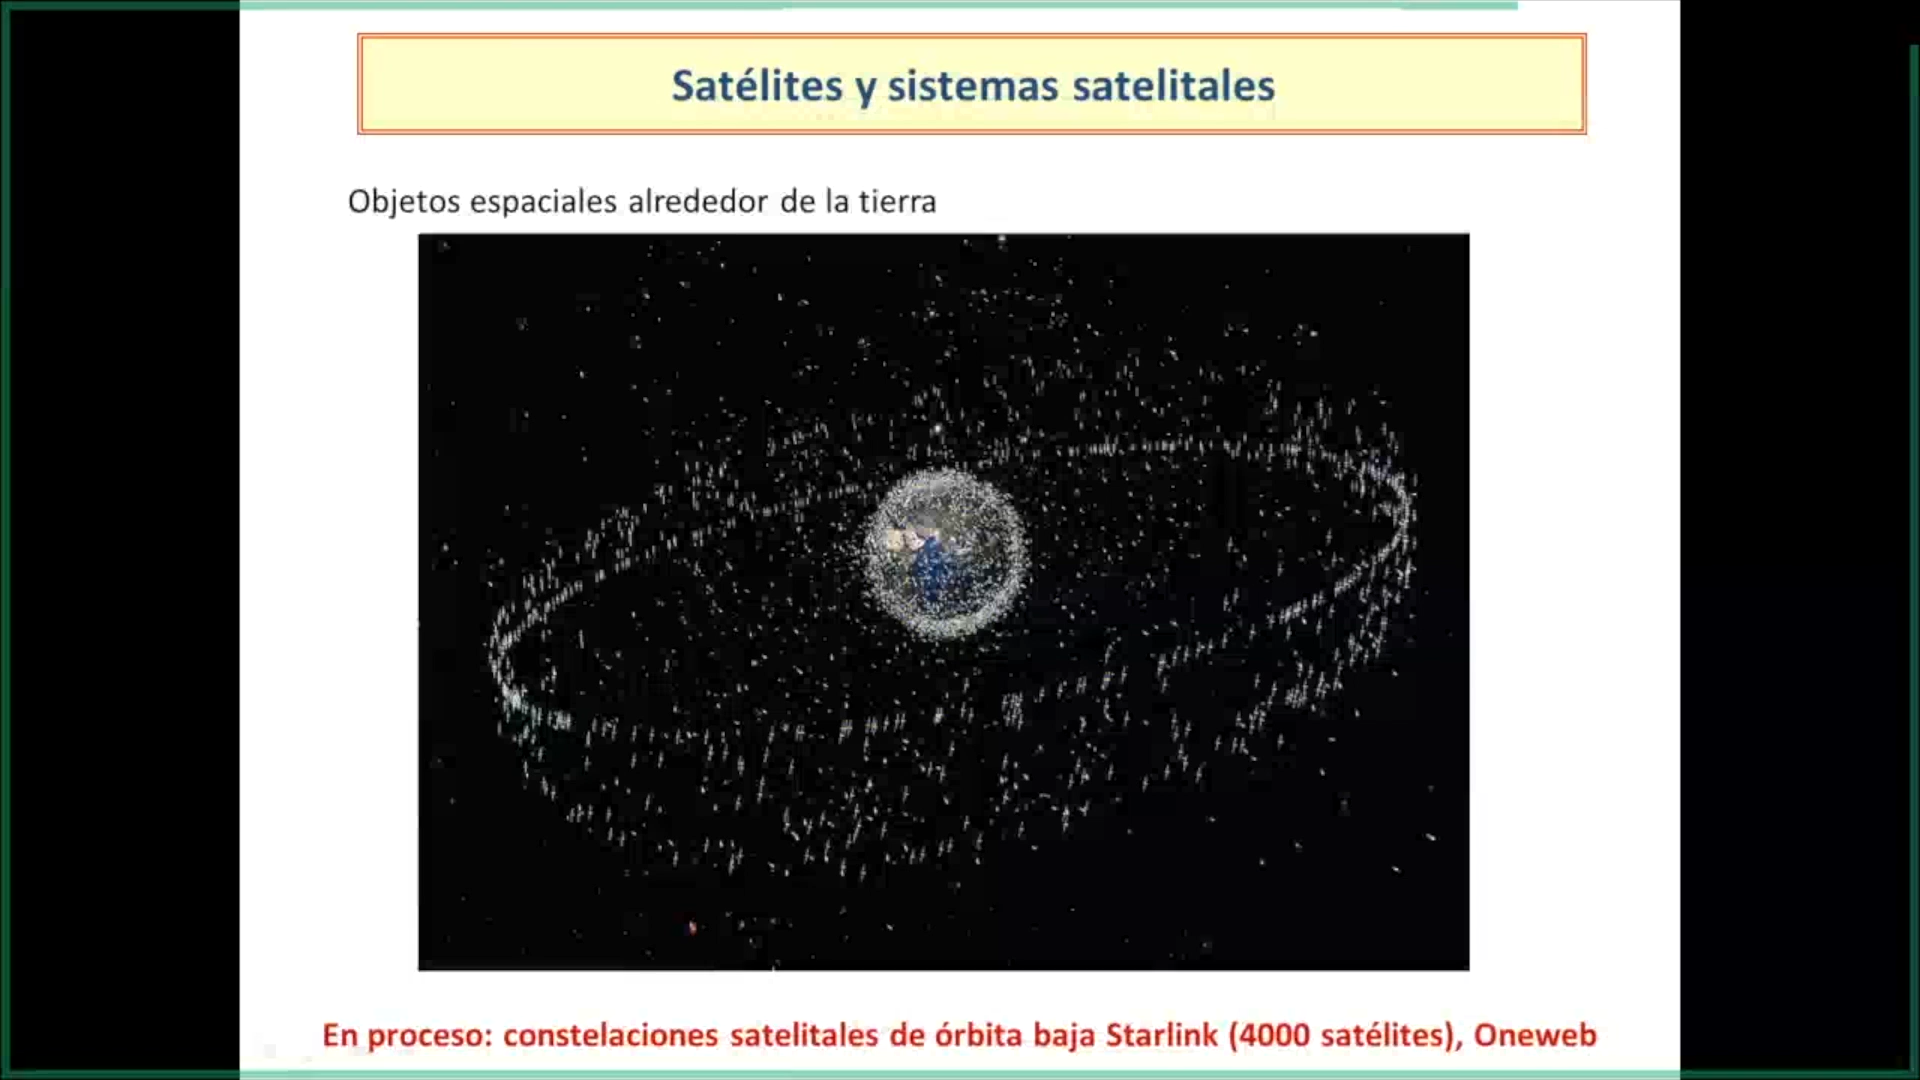 Satélites y sistemas satelitales
Objetos espaciales alrededor de la tierra
En proceso: constelaciones satelitales de órbita baja Starlink (4000 satélites), Oneweb